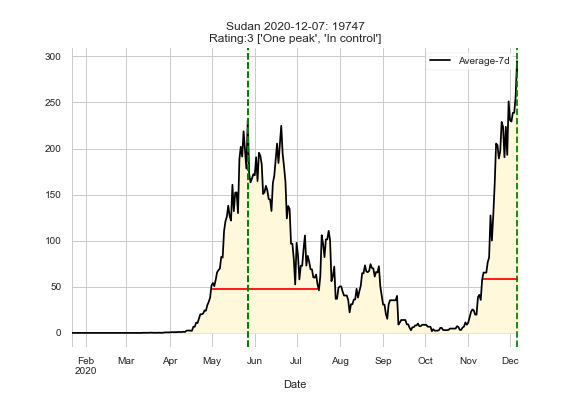 Sudan 2020-12-07: 19747
Rating:3 ['One peak', 'In control']
Average-7d
300
250
200
150
100
50
0
Feb Mar Apr May Jun Jul Aug Sep Oct Nov Dec
2020
Date